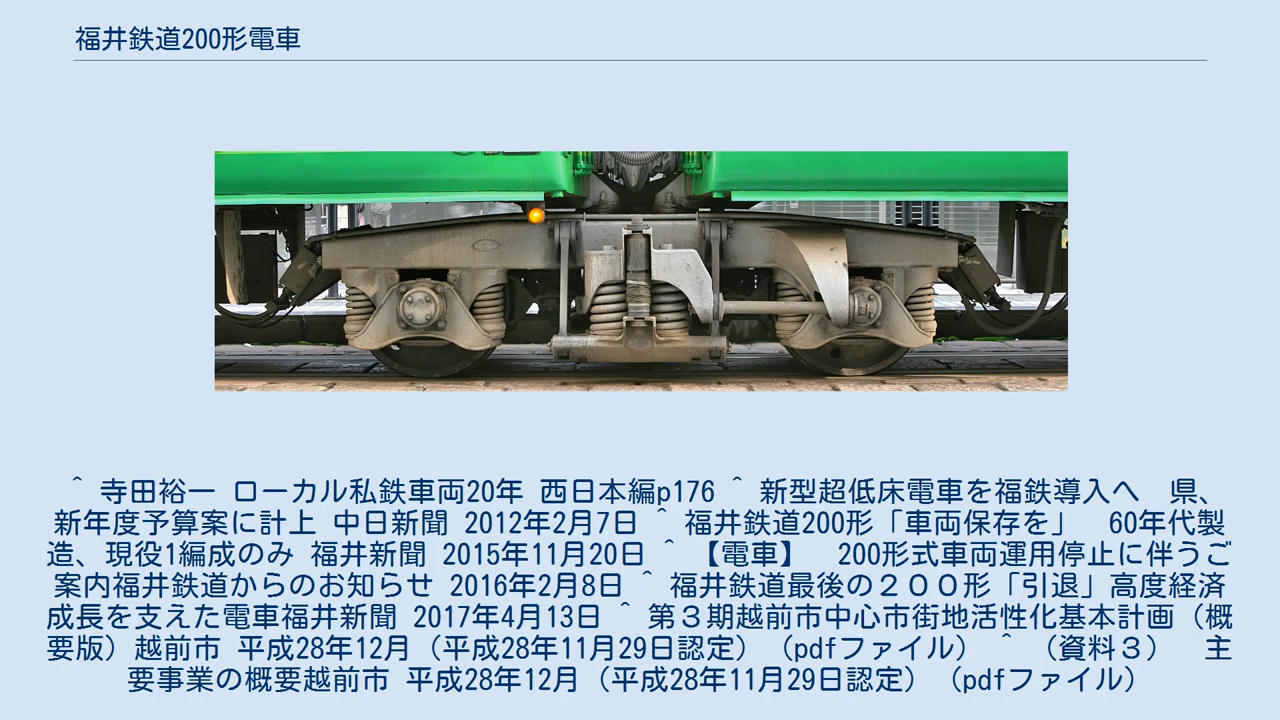 福井鉄道200形電車
^ 寺田裕一 ローカル私鉄車両20年 西日本編p176 ^ 新型超低床電車を福鉄導入へ　県、
新年度予算案に計上 中日新聞 2012年2月7日 ^ 福井鉄道200形「車両保存を」　60年代製
造、現役1編成のみ 福井新聞 2015年11月20日 ^ 【電車】　200形式車両運用停止に伴うご
案内福井鉄道からのお知らせ 2016年2月8日 ^ 福井鉄道最後の２００形「引退」高度経済
成長を支えた電車福井新聞 2017年4月13日 ^ 第３期越前市中心市街地活性化基本計画（概
要版）越前市 平成28年12月（平成28年11月29日認定）（pdfファイル） ^ （資料３）　主
要事業の概要越前市 平成28年12月（平成28年11月29日認定）（pdfファイル）